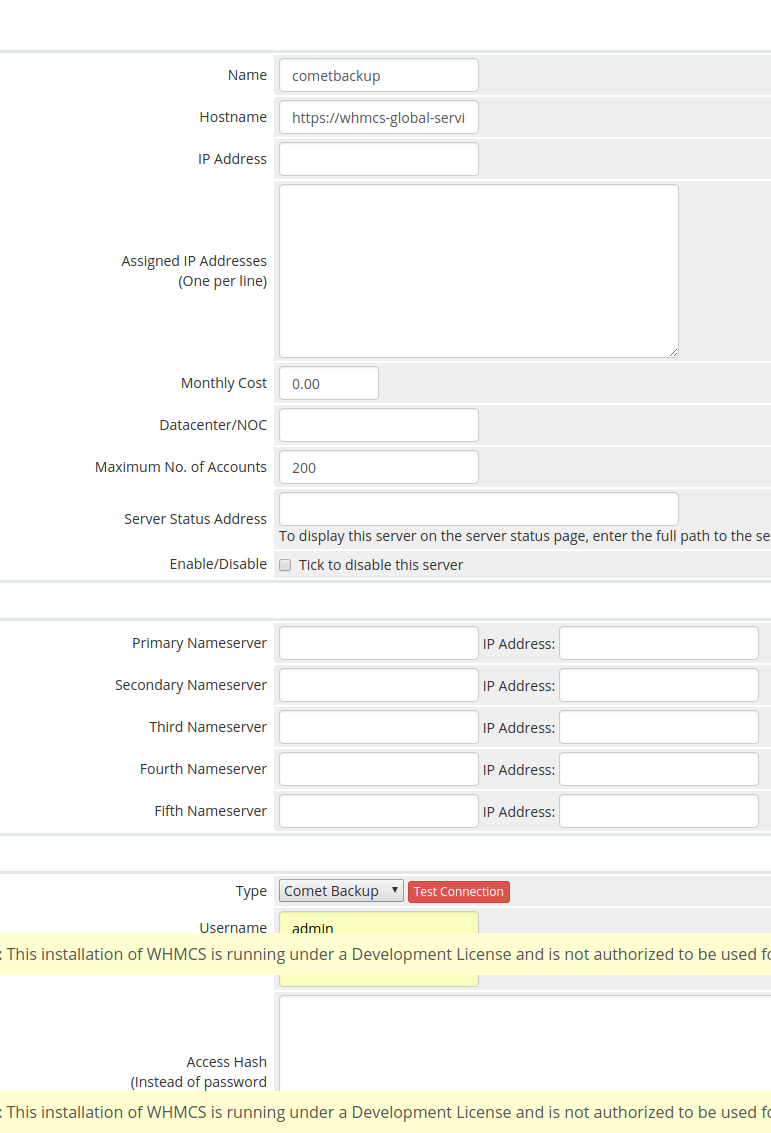 Name cometbackup
Hostname https://whmcs-global-servi
IP Address
Assigned IP Addresses
(One per line)
Monthly Cost 0.00
Datacenter/NOC
Maximum No. of Accounts 200
Server Status Address
To display this server on the server status page, enter the full path to the se
Enable/Disable Tick to disable this server
Primary Nameserver IP Address:
Secondary Nameserver IP Address:
Third Nameserver IP Address:
Fourth Nameserver IP Address:
Fifth Nameserver IP Address:
Type Comet Backup Test Connection
Username admin
: This installation of WHMCS is running under a Development License and is not authorized to be used fo
Access Hash
(Instead of password
: This installation of WHMCS is running under a Development License and is not authorized to be used fo